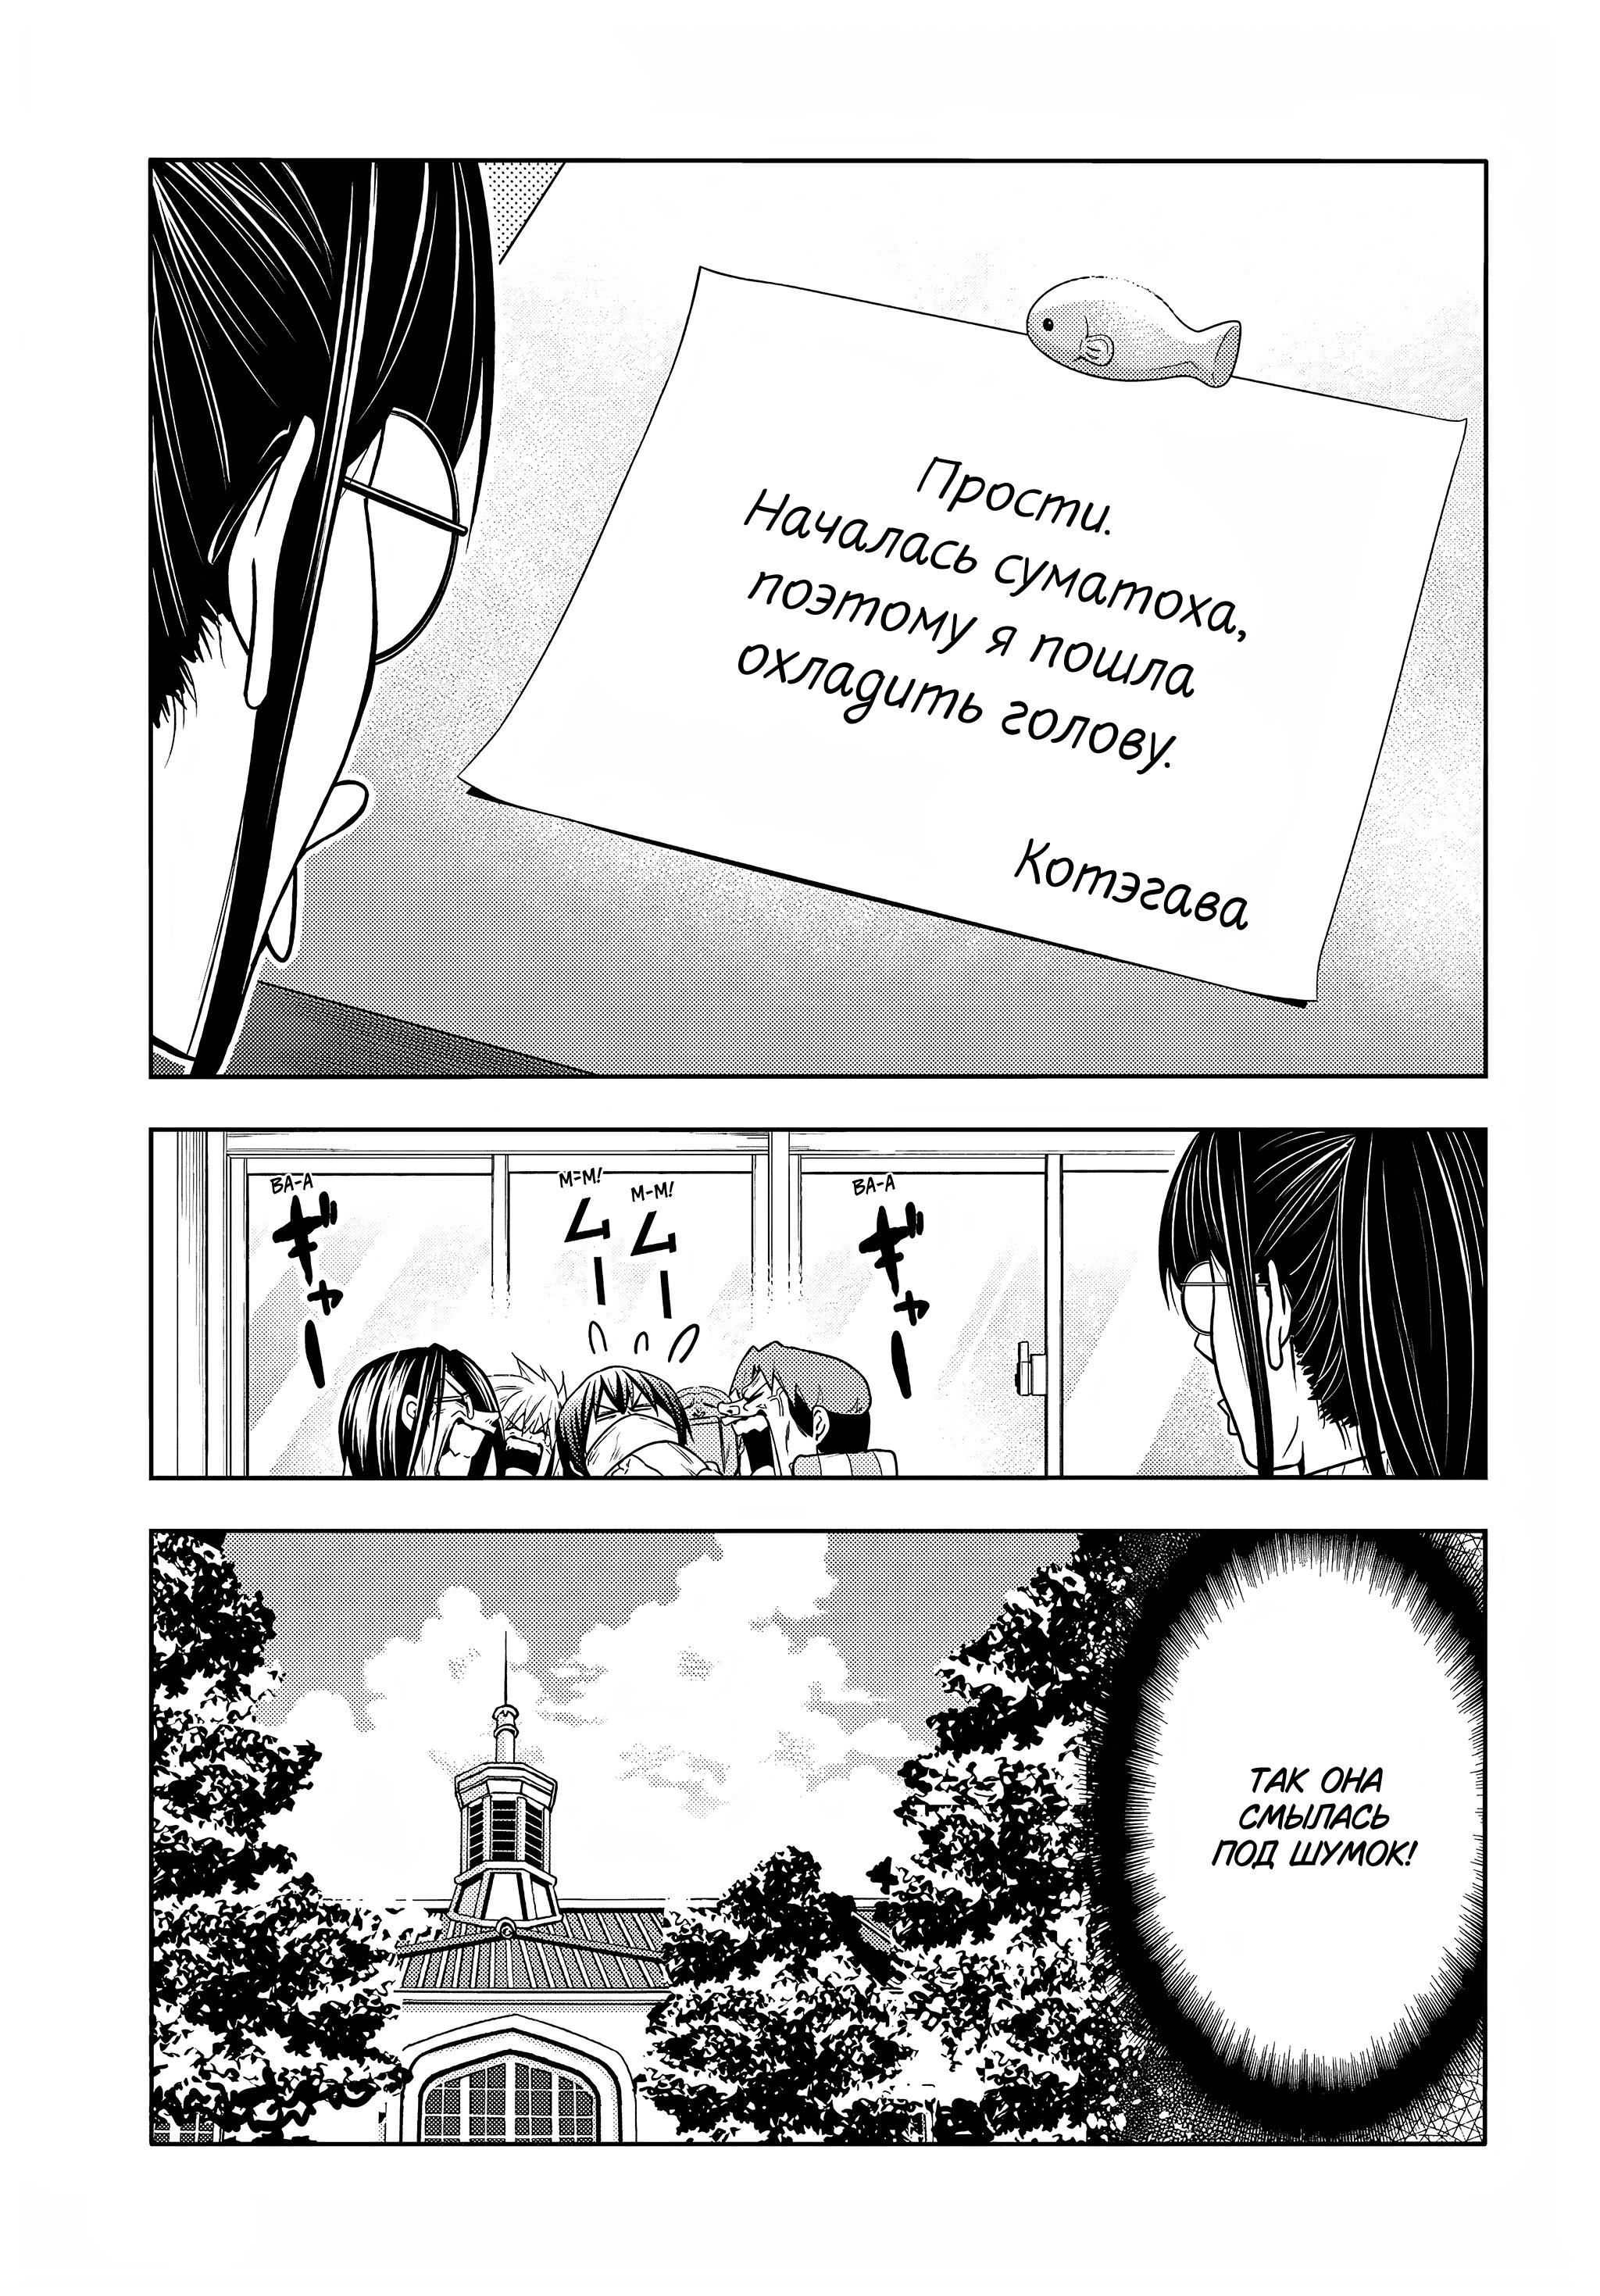 Прости.
Началась суматоха,
поэтому я пошла
охладить голову.
Котэгава
ВА-А
ギャー
М=М!
ムー
М-М!
ムー
ВА-А
ギャー
ТАК ОНА
СМЫЛАСЬ
ПОД ШУМОК!